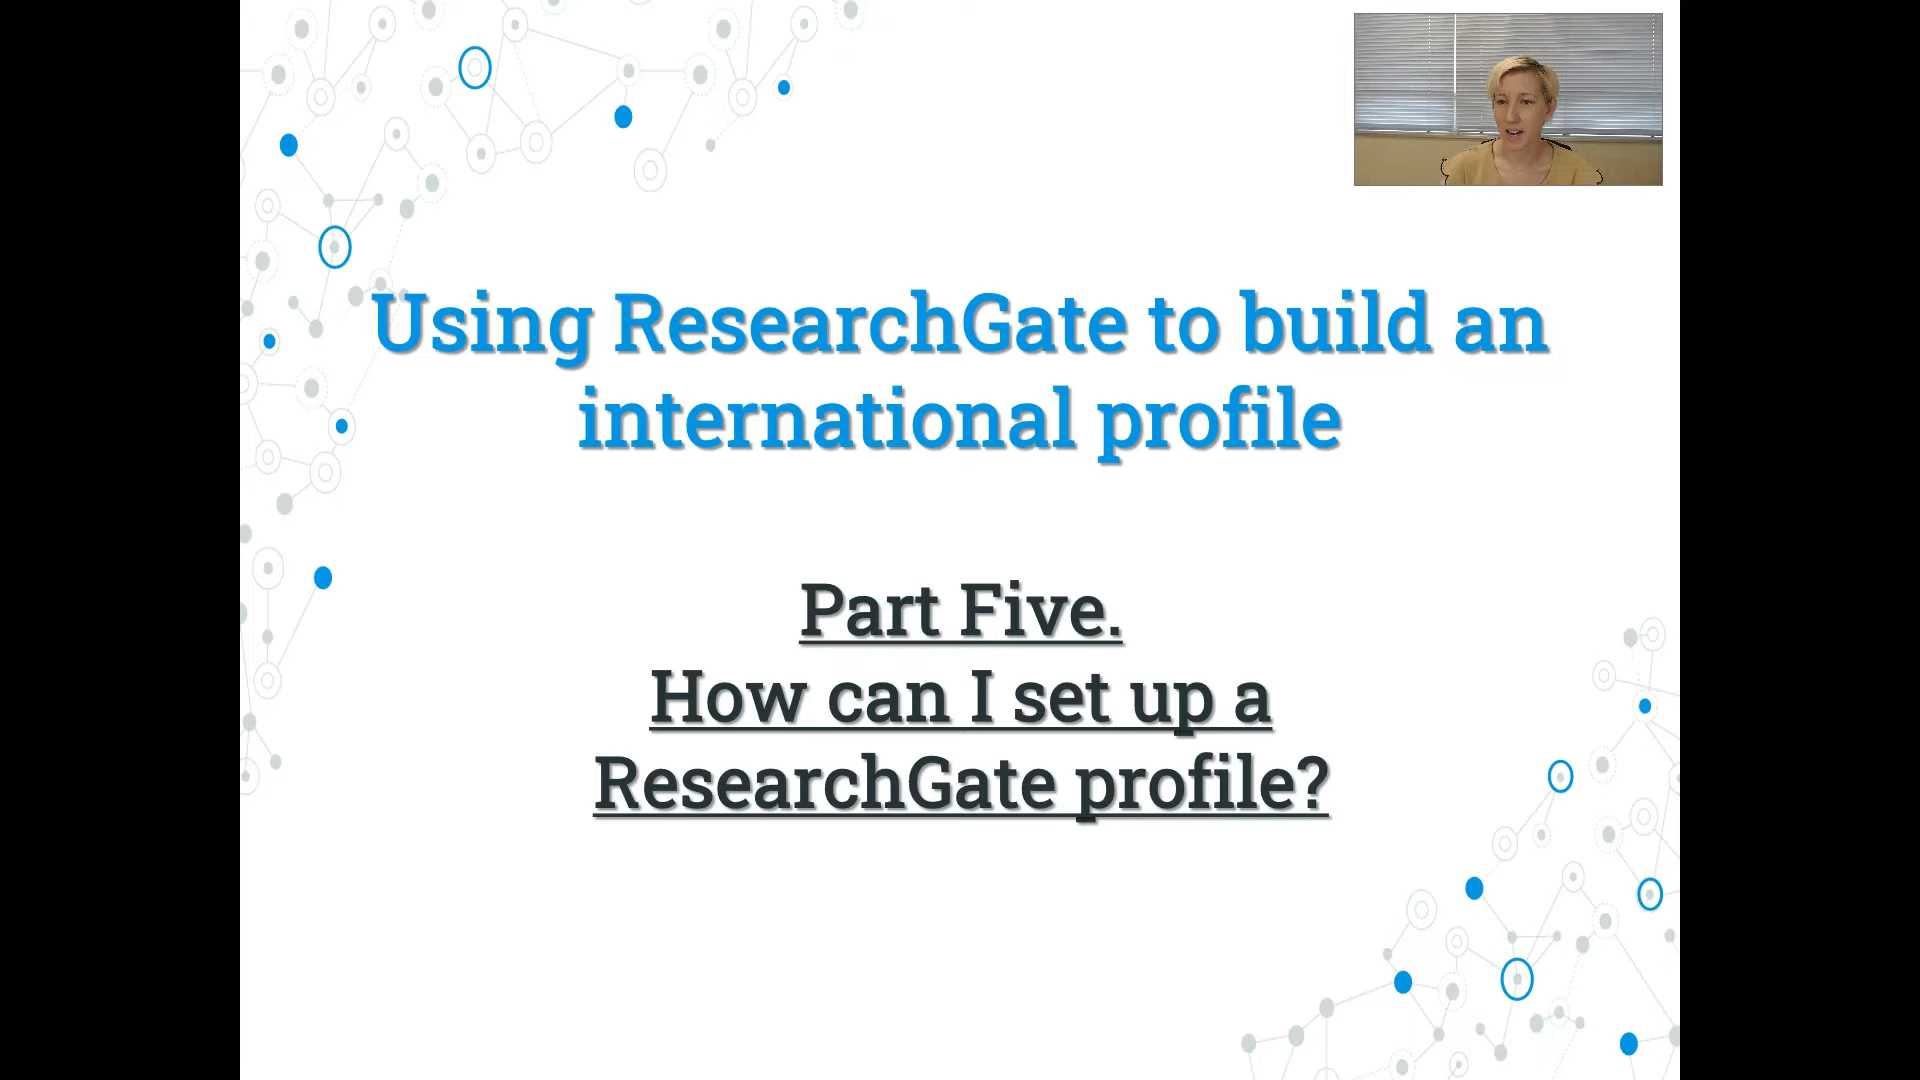 Using ResearchGate to build an
international profile
Part Five.
How can I set up a
ResearchGate profile?